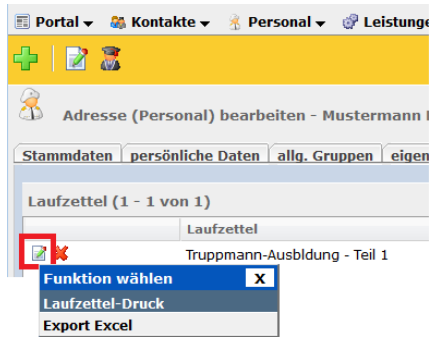 Portal Kontakte Personal Leistunge
Adresse (Personal) bearbeiten - Mustermann
Stammdaten persönliche Daten allg. Gruppen eigen
Laufzettel (1 - 1 von 1)
Laufzettel
Truppmann-Ausbldung - Teil 1
Funktion wählen X
Laufzettel-Druck
Export Excel